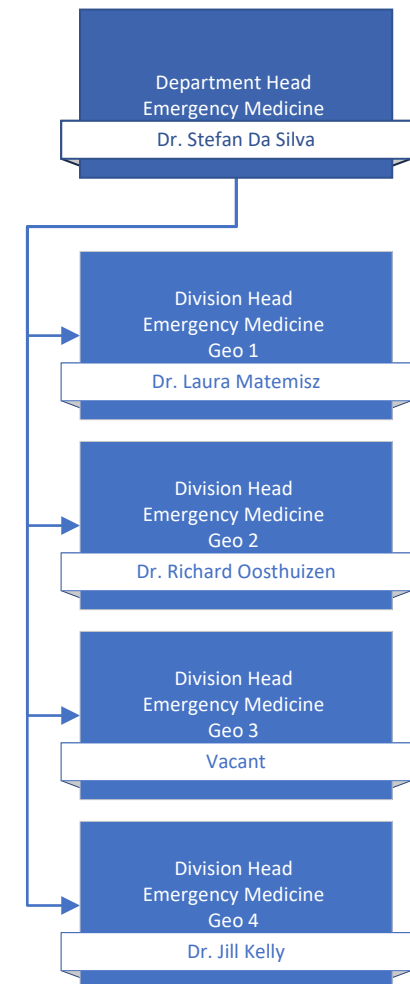 Department Head
Emergency Medicine
Dr. Stefan Da Silva
Division Head
Emergency Medicine
Geo 1
Dr. Laura Matemisz
Division Head
Emergency Medicine
Geo 2
Dr. Richard Oosthuizen
Division Head
Emergency Medicine
Geo 3
Vacant
Division Head
Emergency Medicine
Geo 4
Dr. Jill Kelly